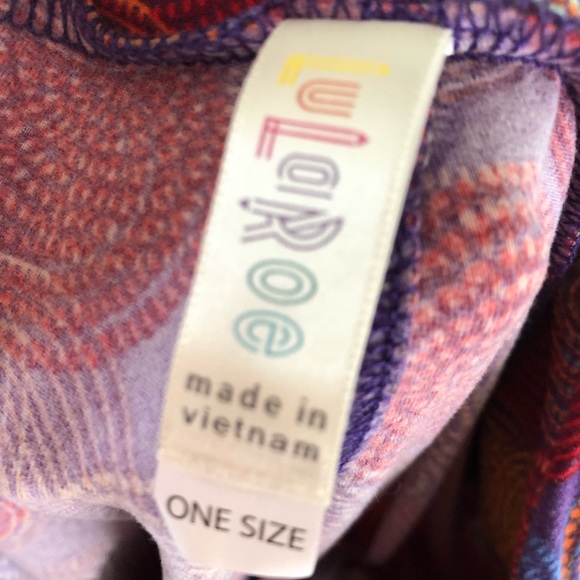 LuLaRoe
made in
vietnam
ONE SIZE